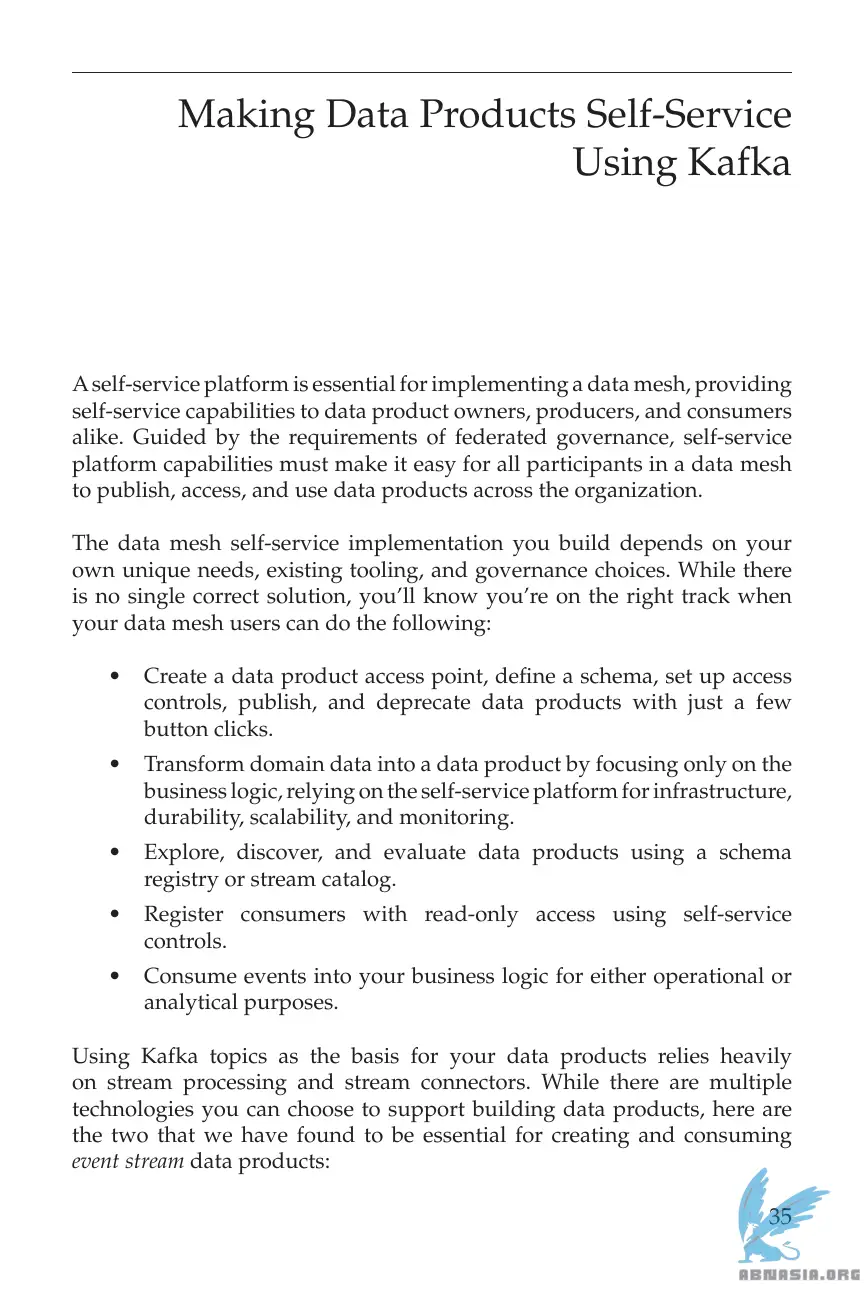 Making Data Products Self-Service
Using Kafka
A self-service platform is essential for implementing a data mesh, providing
self-service capabilities to data product owners, producers, and consumers
alike. Guided by the requirements of federated governance, self-service
platform capabilities must make it easy for all participants in a data mesh
to publish, access, and use data products across the organization.
The data mesh self-service implementation you build depends on your
own unique needs, existing tooling, and governance choices. While there
is no single correct solution, you’ll know you’re on the right track when
your data mesh users can do the following:
• Create a data product access point, define a schema, set up access
controls, publish, and deprecate data products with just a few
button clicks.
• Transform domain data into a data product by focusing only on the
business logic, relying on the self-service platform for infrastructure,
durability, scalability, and monitoring.
• Explore, discover, and evaluate data products using a schema
registry or stream catalog.
• Register consumers with read-only access using self-service
controls.
• Consume events into your business logic for either operational or
analytical purposes.
Using Kafka topics as the basis for your data products relies heavily
on stream processing and stream connectors. While there are multiple
technologies you can choose to support building data products, here are
the two that we have found to be essential for creating and consuming
event stream data products:
35
ABNASIA.ORG